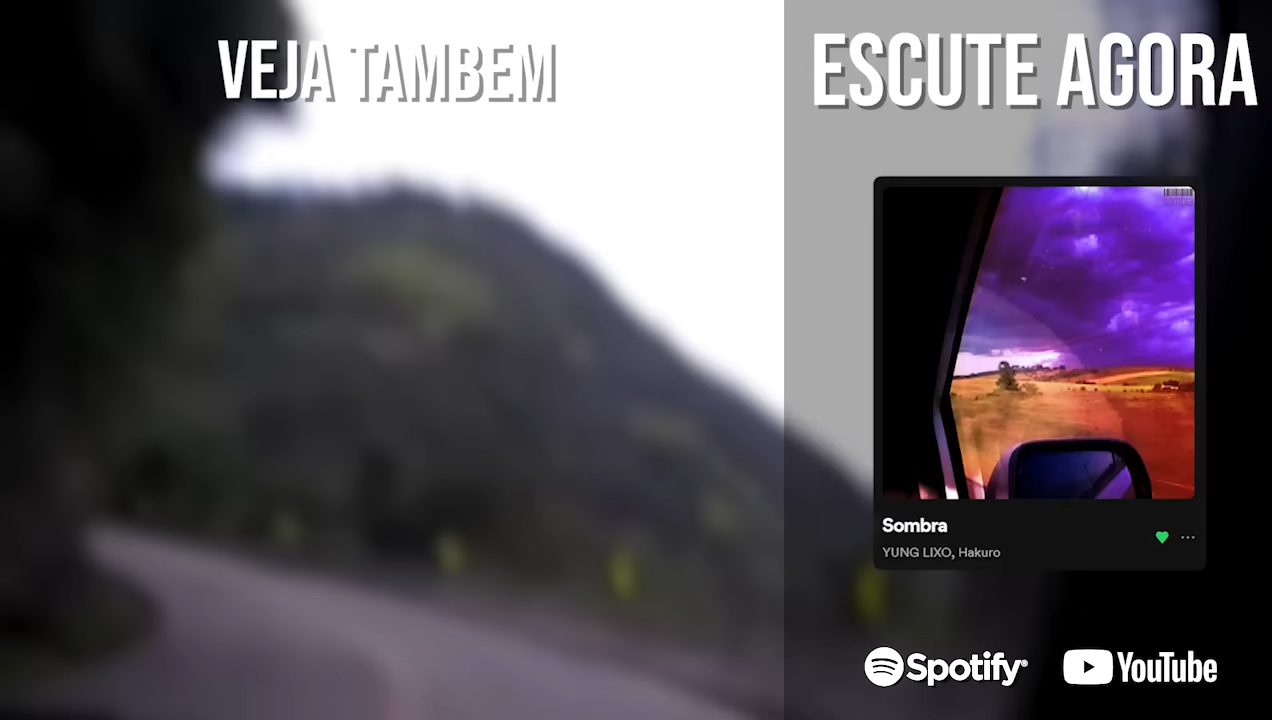 VEJA TAMBEM
ESCUTE AGORA
Sombra
YUNG LIXO, Hakuro
Spotify
YouTube